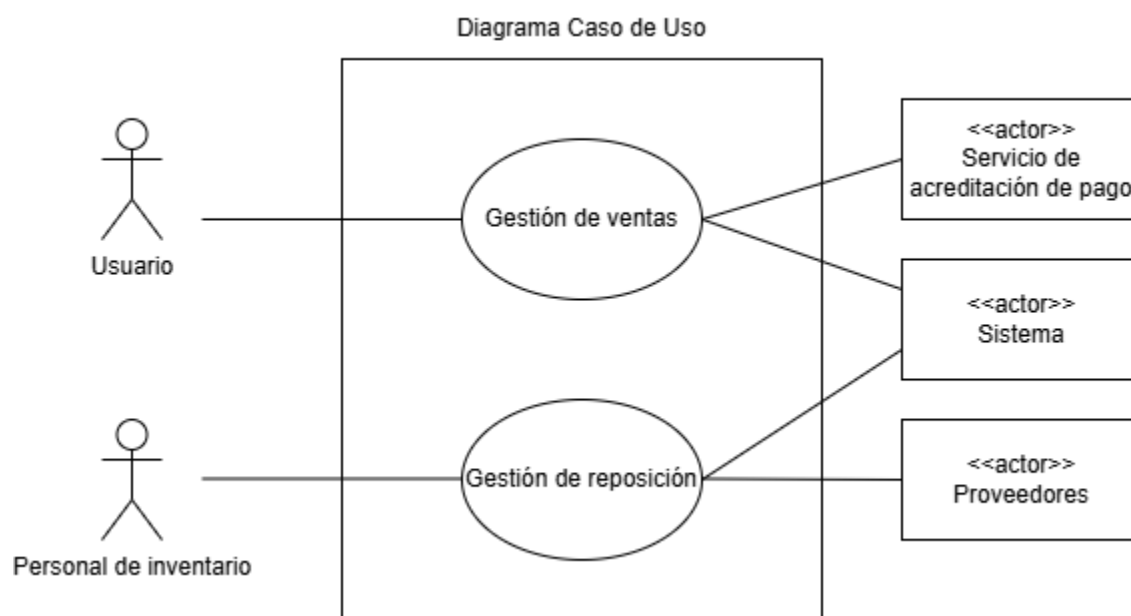 Diagrama Caso de Uso
<<actor>>
Servicio de
acreditación de pago
Gestión de ventas
Usuario
<<actor>>
Sistema
<<actor>>
Proveedores
Gestión de reposición
Personal de inventario